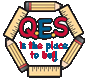 QES
is the place
to bee